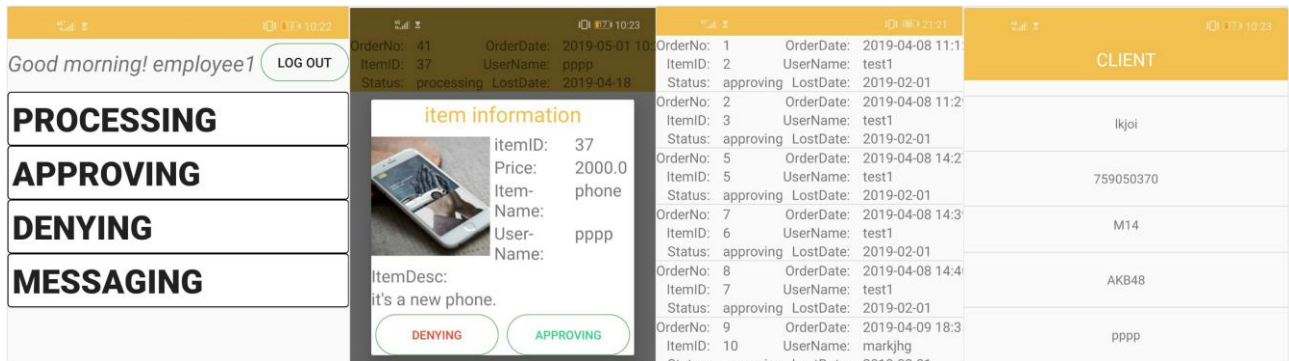 10:22
Good morning! employee1 LOG OUT
PROCESSING
APPROVING
DENYING
MESSAGING
10:23
OrderNo: 41 OrderDate: 2019-05-01 10:
ItemID: 37 UserName: pppp
Status: processing LostDate: 2019-04-18
item information
itemID: 37
Price: 2000.0
Item- phone
Name:
User- pppp
Name:
ItemDesc:
it's a new phone.
DENYING APPROVING
21:21
OrderNo: 1 OrderDate: 2019-04-08 11:1
ItemID: 2 UserName: test1
Status: approving LostDate: 2019-02-01
OrderNo: 2 OrderDate: 2019-04-08 11:2
ItemID: 3 UserName: test1
Status: approving LostDate: 2019-02-01
OrderNo: 5 OrderDate: 2019-04-08 14:2
ItemID: 5 UserName: test1
Status: approving LostDate: 2019-02-01
OrderNo: 7 OrderDate: 2019-04-08 14:3
ItemID: 6 UserName: test1
Status: approving LostDate: 2019-02-01
OrderNo: 8 OrderDate: 2019-04-08 14:4
ItemID: 7 UserName: test1
Status: approving LostDate: 2019-02-01
OrderNo: 9 OrderDate: 2019-04-09 18:3
ItemID: 10 UserName: markjhg
10:23
CLIENT
lkjoi
759050370
M14
AKB48
pppp